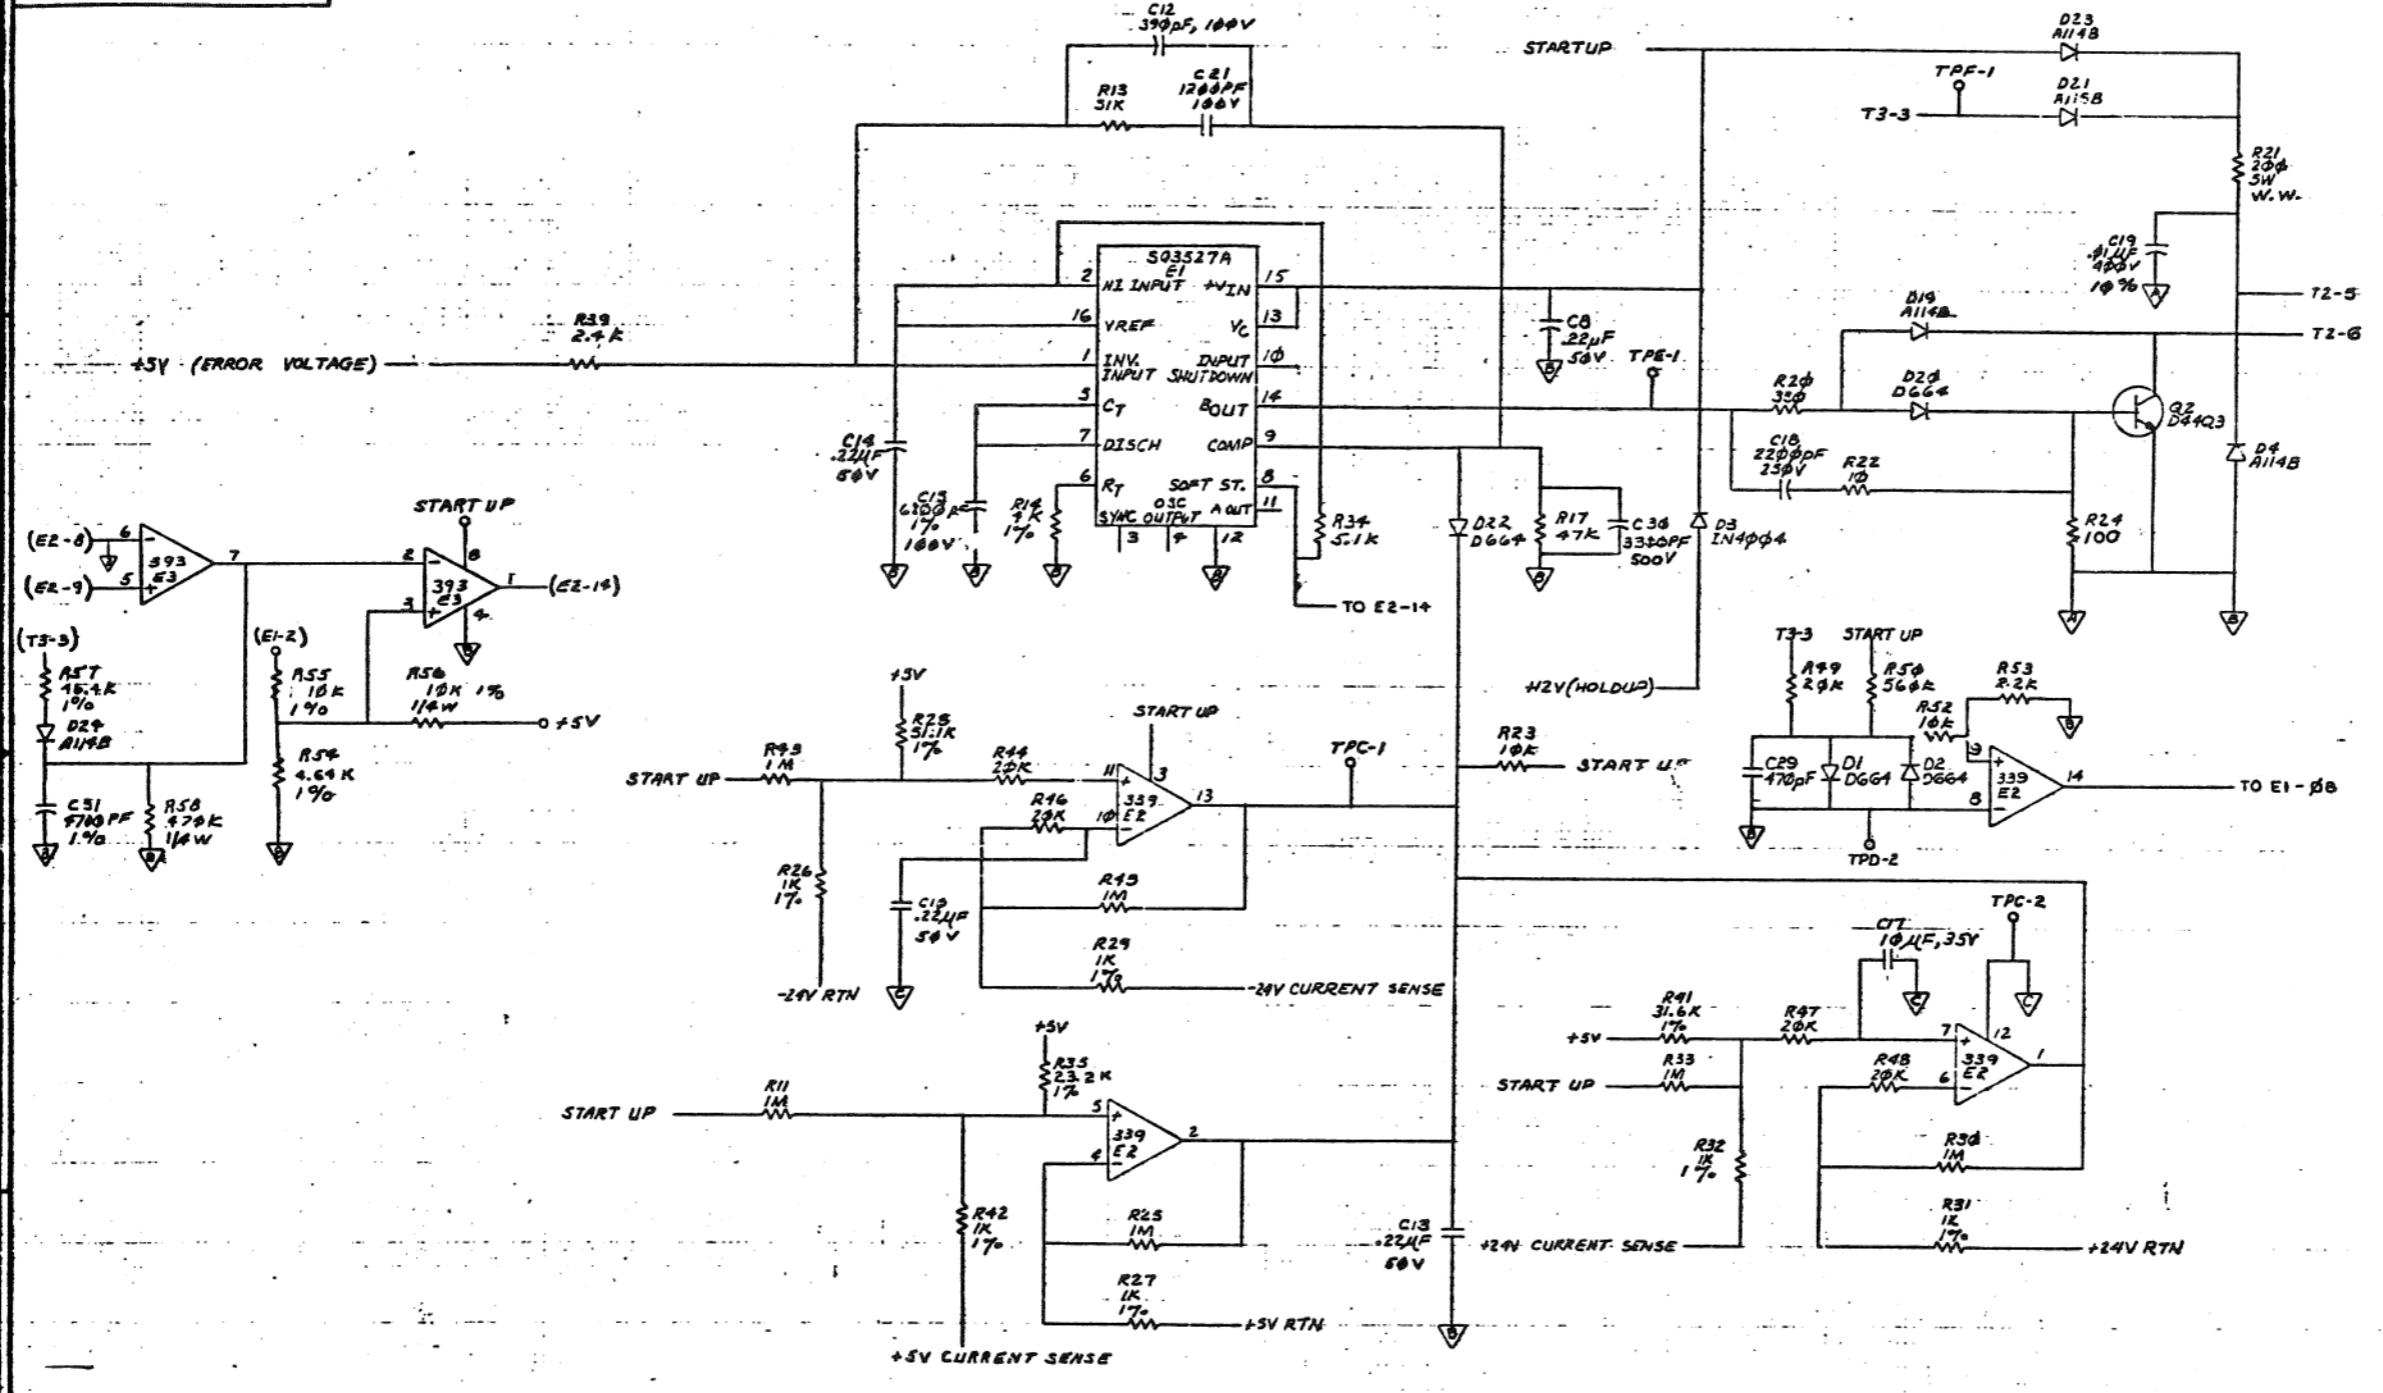 C12
390pF, 100V
R13
51K
C21
1200PF
100V
STARTUP
D23
A114B
TPF-1
D21
A115B
T3-3
R21
200
5W
W.W.
C19
.01µF
400V
10%
T2-5
T2-6
SG3527A
E1
2
NI INPUT
+VIN
15
16
VREF
VC
13
1
INV.
INPUT
INPUT
SHUTDOWN
10
5
CT
BOUT
14
7
DISCH
COMP
9
6
RT
SOFT ST.
8
OSC
SYNC OUTPUT
A OUT
11
3
4
12
R39
2.4K
+5V (ERROR VOLTAGE)
C14
.22µF
50V
C15
1%
100V
R14
1%
R34
5.1K
TO E2-14
C8
.22µF
50V
TPE-1
D19
A114B
R20
D20
D664
Q2
D44Q3
C18
2200pF
250V
R22
10
R24
100
D4
A114B
D22
D664
R17
47K
C30
3300PF
500V
D3
IN4004
A
B
START UP
(E2-8)
6
393
E3
7
5
(E2-9)
2
8
393
E3
1
(E2-14)
3
4
(T3-3)
R57
1%
D24
A114B
(E1-2)
R55
10K
1%
R56
10K 1%
1/4W
+5V
R54
4.64K
1%
4700PF
1%
R58
470K
1/4W
+12V (HOLDUP)
T3-3
START UP
R49
20K
R50
560K
R53
2.2K
R52
10K
C29
470pF
D1
D664
D2
D664
9
339
E2
14
8
TO E1-08
TPD-2
+5V
R28
51.1K
1%
START UP
R43
1M
START UP
R44
20K
11
3
339
E2
13
R46
20K
10
TPC-1
R23
10K
START UP
R26
1K
1%
.22µF
50V
R45
1M
R29
1K
1%
-24V RTN
C
-24V CURRENT SENSE
TPC-2
C17
10µF, 35V
R41
31.6K
1%
+5V
R47
20K
7
12
339
E2
1
R33
1M
START UP
R48
20K
6
R32
1K
1%
R30
1M
R31
1K
1%
+24V CURRENT SENSE
+24V RTN
+5V
R35
23.2K
1%
R11
1M
START UP
5
339
E2
2
4
R42
1K
1%
R25
1M
C13
.22µF
50V
R27
1K
1%
+5V RTN
+5V CURRENT SENSE